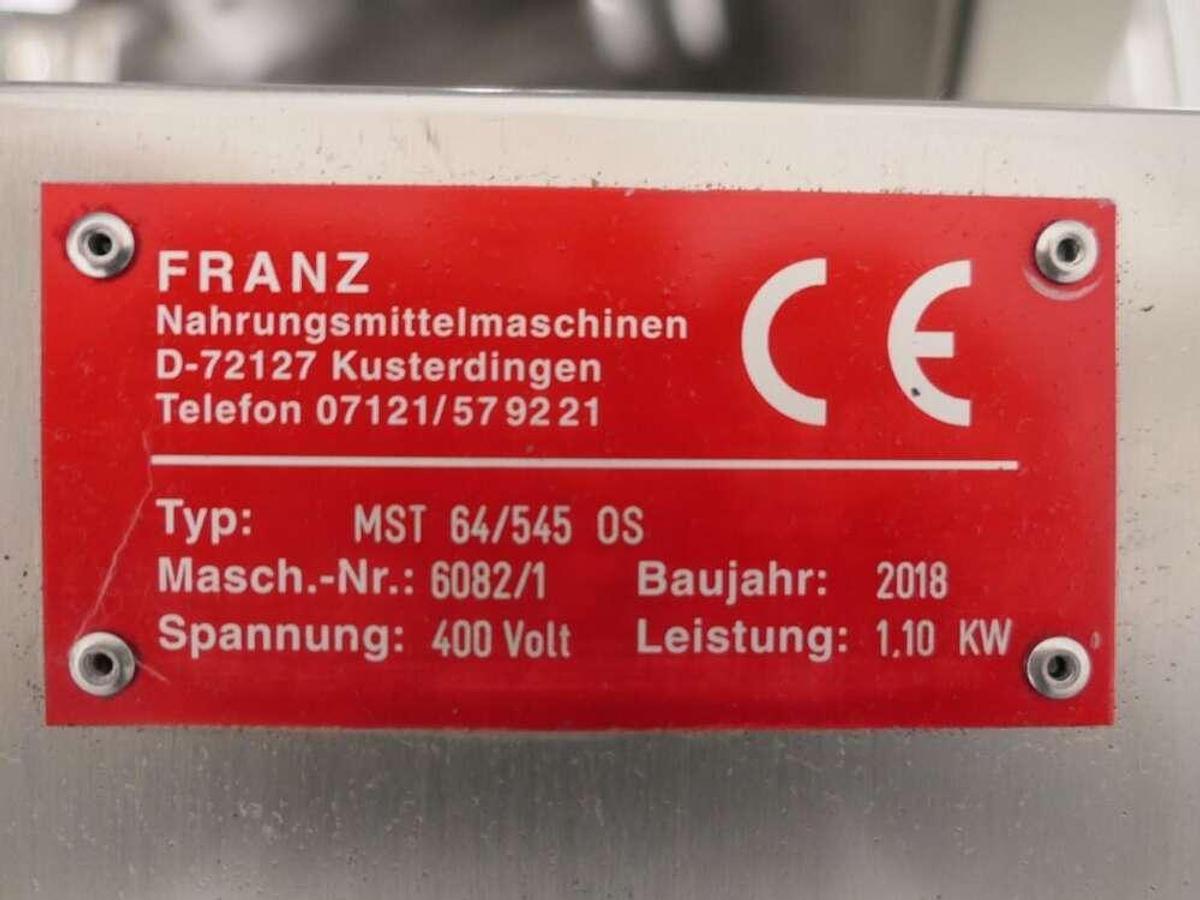 FRANZ
Nahrungsmittelmaschinen
D-72127 Kusterdingen
Telefon 07121/57 92 21
CE
Typ: MST 64/545 OS
Masch.-Nr.: 6082/1 Baujahr: 2018
Spannung: 400 Volt Leistung: 1.10 KW